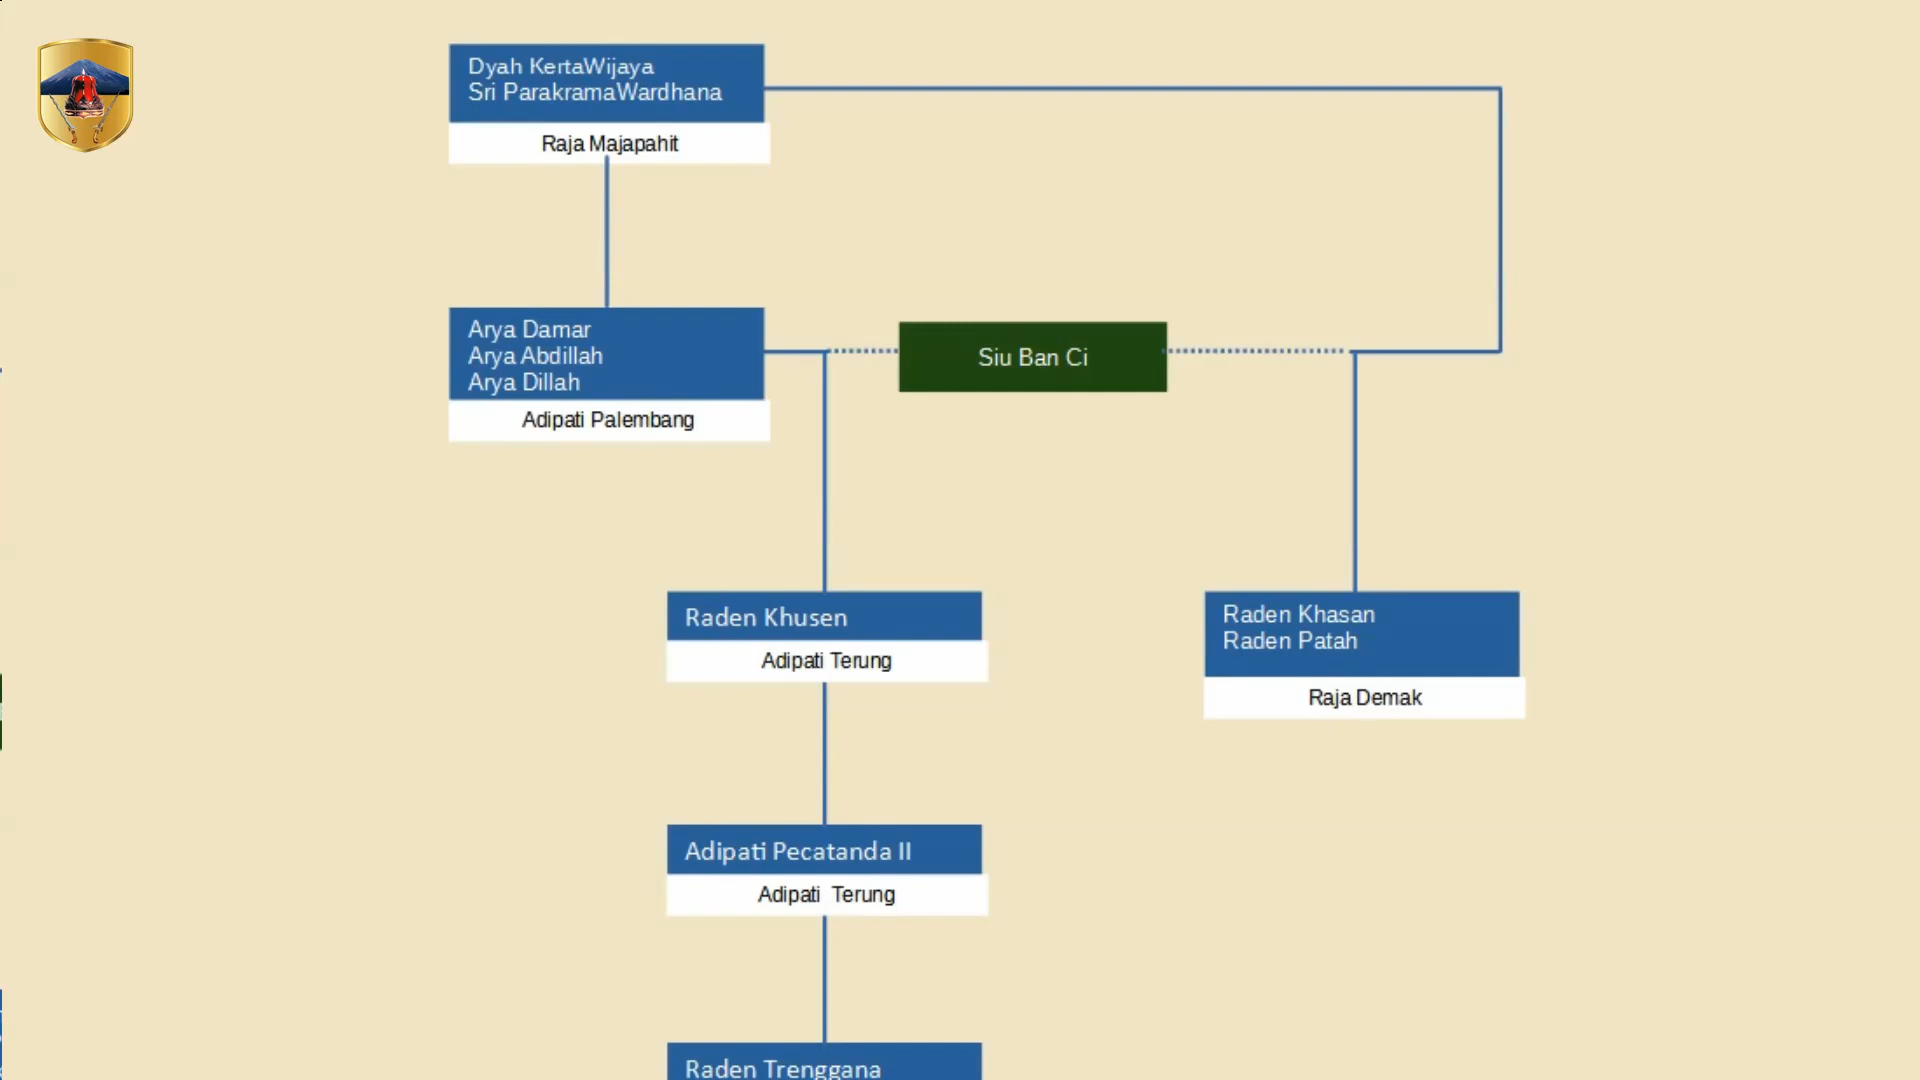 Dyah KertaWijaya
Sri ParakramaWardhana
Raja Majapahit
Arya Damar
Arya Abdillah
Arya Dillah
Adipati Palembang
Siu Ban Ci
Raden Khusen
Adipati Terung
Raden Khasan
Raden Patah
Raja Demak
Adipati Pecatanda II
Adipati  Terung
Raden Trenggana